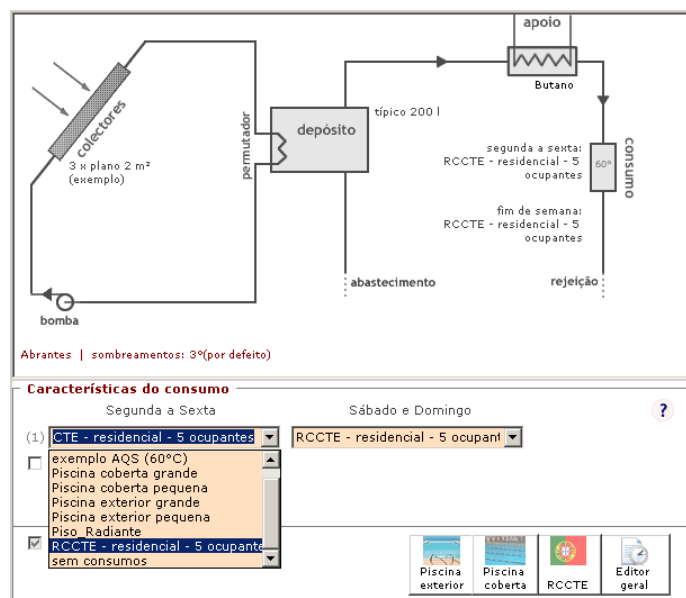 apoio
Butano
colectores
3 x plano 2 m²
(exemplo)
permutador
depósito
típico 200 l
segunda a sexta:
RCCTE - residencial - 5
ocupantes
60º
consumo
fim de semana:
RCCTE - residencial - 5
ocupantes
abastecimento
rejeição
bomba
Abrantes | sombreamentos: 3º(por defeito)
Características do consumo
Segunda a Sexta
Sábado e Domingo
?
(1)
CTE - residencial - 5 ocupantes
RCCTE - residencial - 5 ocupant
exemplo AQS (60°C)
Piscina coberta grande
Piscina coberta pequena
Piscina exterior grande
Piscina exterior pequena
Piso_Radiante
RCCTE - residencial - 5 ocupante
sem consumos
Piscina
exterior
Piscina
coberta
RCCTE
Editor
geral